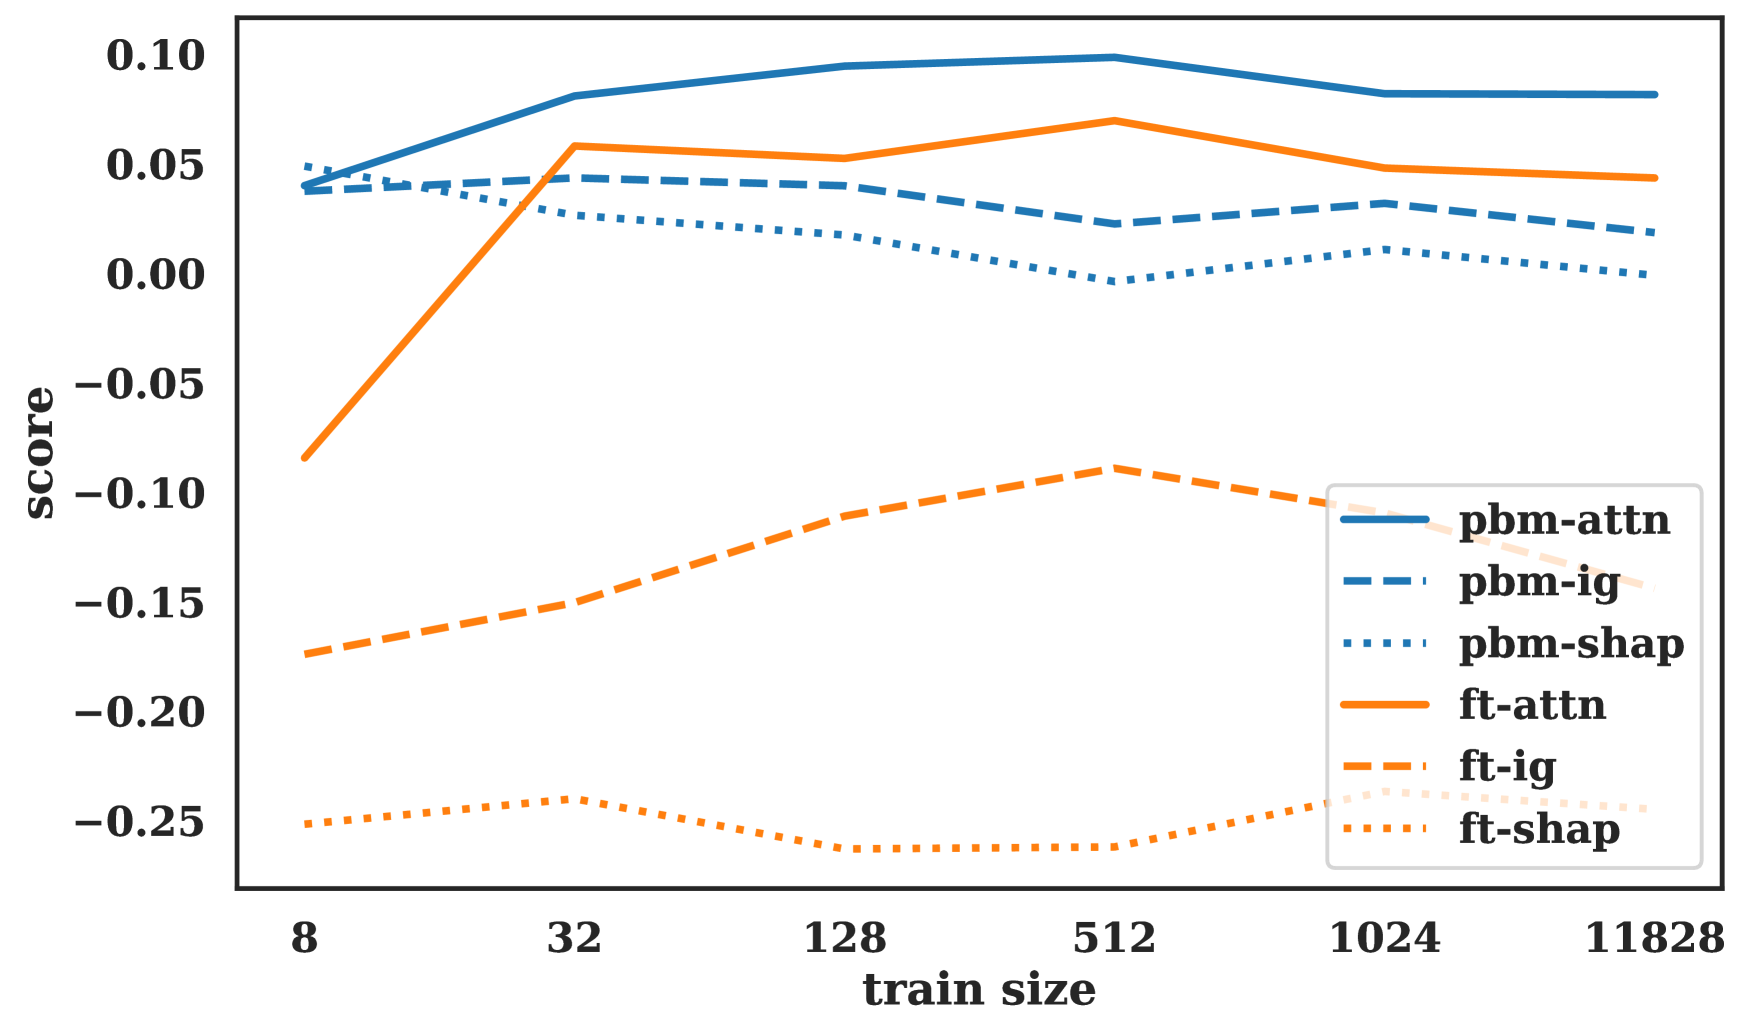 0.10
0.05
0.00
−0.05
−0.10
−0.15
−0.20
−0.25
score
8 32 128 512 1024 11828
train size
pbm-attn
pbm-ig
pbm-shap
ft-attn
ft-ig
ft-shap